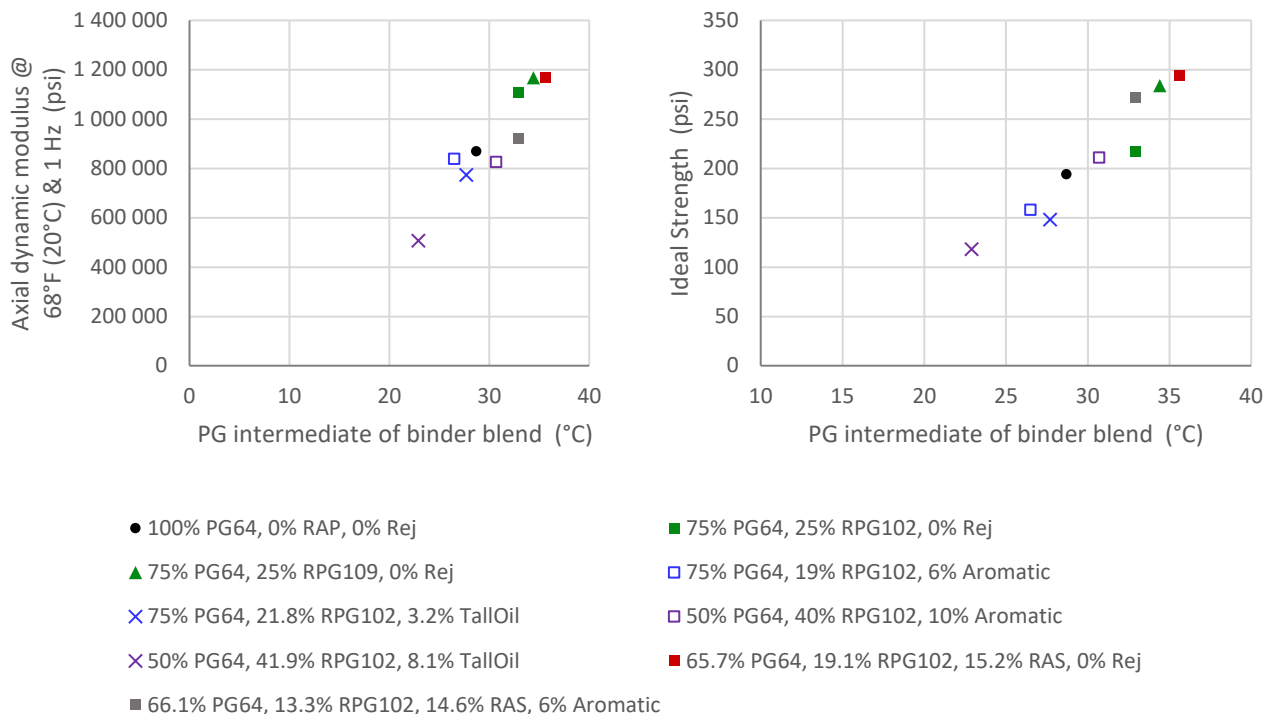 Axial dynamic modulus @
68°F (20°C) & 1 Hz (psi)
1 400 000
1 200 000
1 000 000
800 000
600 000
400 000
200 000
0
0 10 20 30 40
PG intermediate of binder blend (°C)
Ideal Strength (psi)
350
300
250
200
150
100
50
0
10 15 20 25 30 35 40
PG intermediate of binder blend (°C)
100% PG64, 0% RAP, 0% Rej
75% PG64, 25% RPG102, 0% Rej
75% PG64, 25% RPG109, 0% Rej
75% PG64, 19% RPG102, 6% Aromatic
75% PG64, 21.8% RPG102, 3.2% TallOil
50% PG64, 40% RPG102, 10% Aromatic
50% PG64, 41.9% RPG102, 8.1% TallOil
65.7% PG64, 19.1% RPG102, 15.2% RAS, 0% Rej
66.1% PG64, 13.3% RPG102, 14.6% RAS, 6% Aromatic